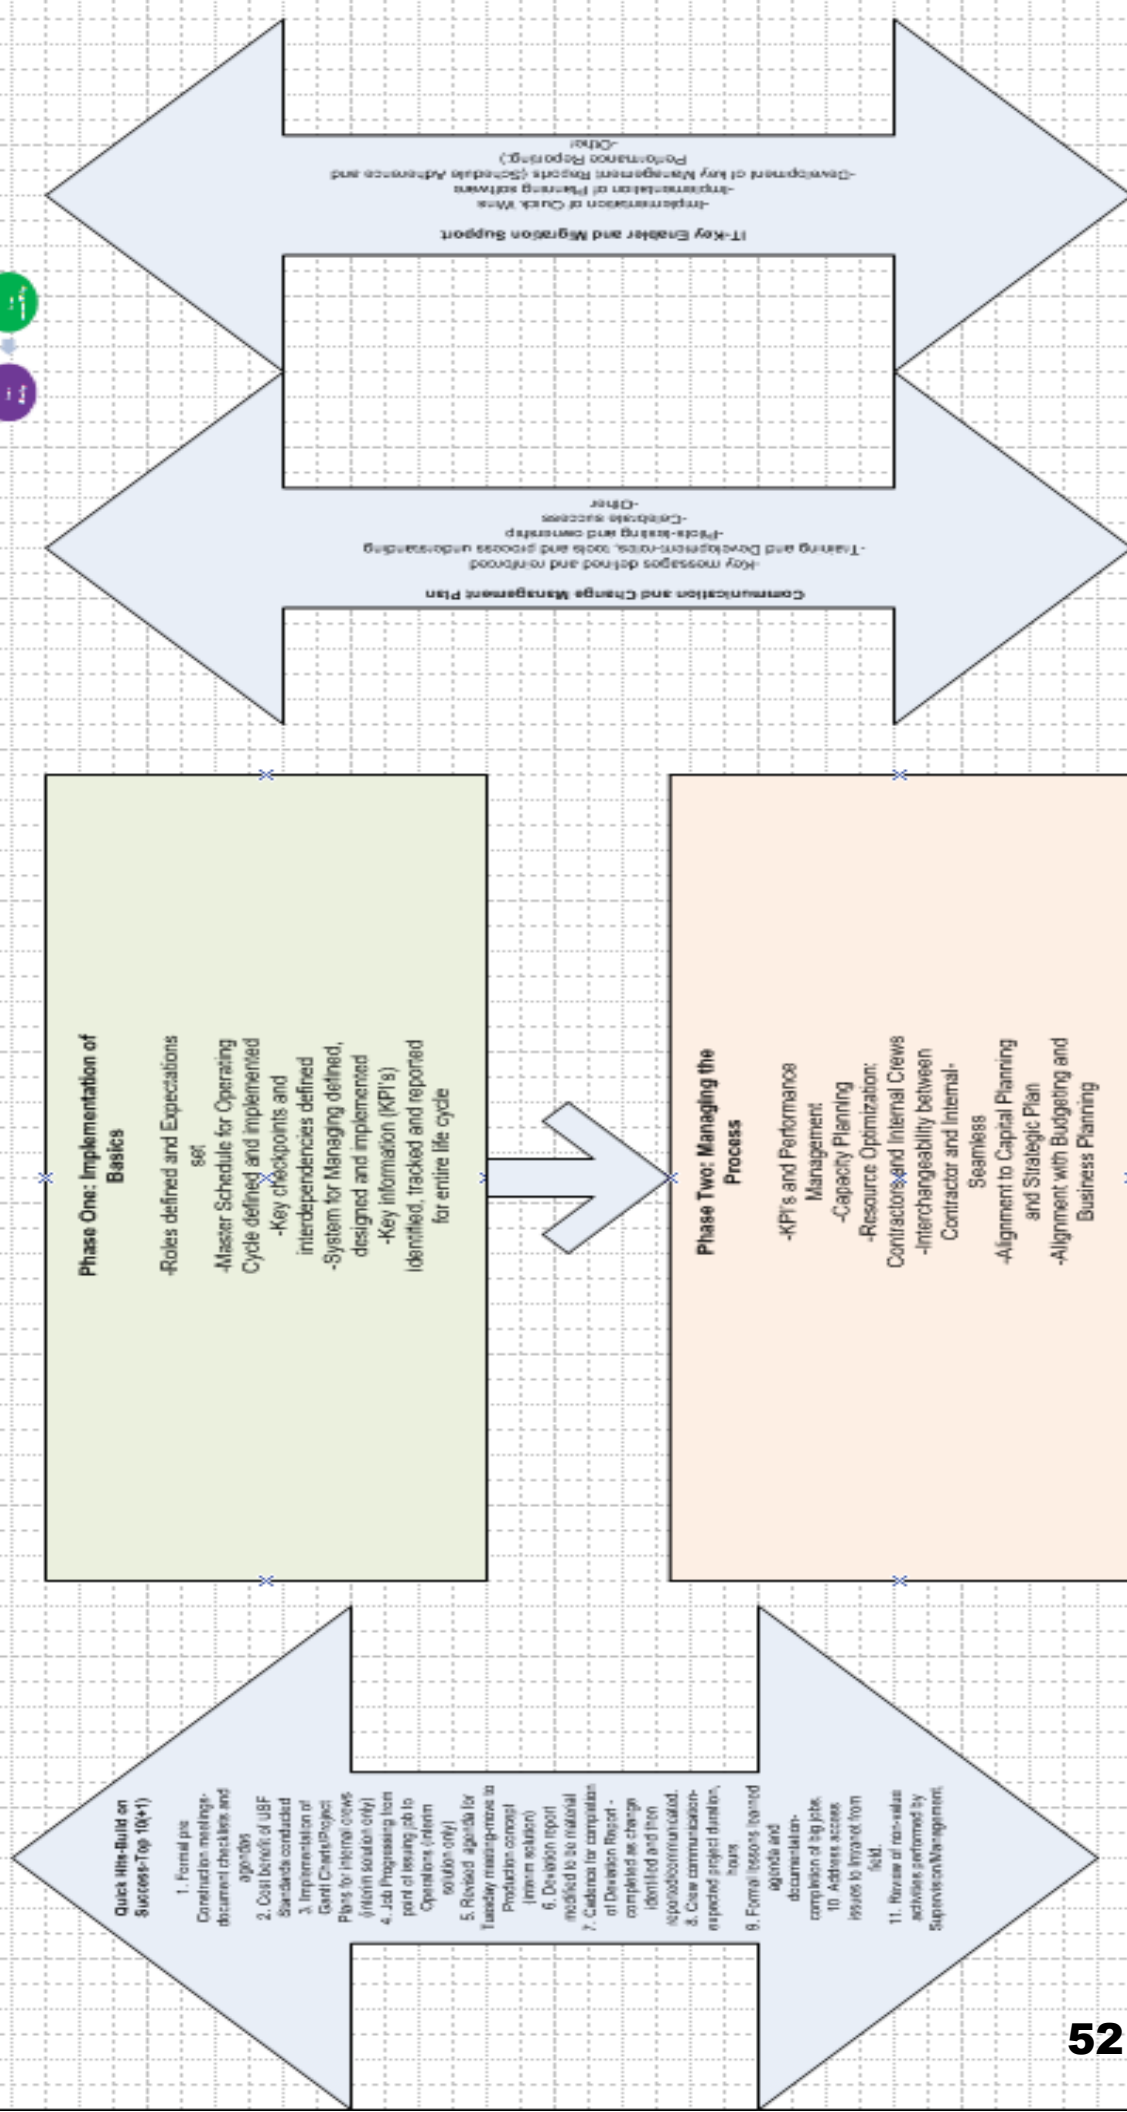 Quick Hits-Build on
Success-Top 10(+1)
1. Formal pre
Construction meetings-
document checklists and
agendas
2. Cost benefit of USF
Standards conducted
3. Implementation of
Gantt Charts/Project
Plans for internal crews
(interim solution only)
4. Job Progressing from
point of issuing job to
Operations (interim
solution only)
5. Revised agenda for
Tuesday meeting-move to
Production concept
(interim solution)
6. Deviation report
modified to be material
7. Cadence for completion
of Deviation Report -
completed as change
identified and then
reported/communicated.
8. Crew communication-
expected project duration,
hours
9. Formal lessons learned
agenda and
documentation-
completion of big jobs.
10. Address access
issues to Intranet from
field.
11. Review of non-value
activities performed by
Supervision/Management.
Phase One: Implementation of
Basics
-Roles defined and Expectations
set
-Master Schedule for Operating
Cycle defined and implemented
-Key checkpoints and
interdependencies defined
-System for Managing defined,
designed and implemented
-Key information (KPI's)
identified, tracked and reported
for entire life cycle
Phase Two: Managing the
Process
-KPI's and Performance
Management
-Capacity Planning
-Resource Optimization:
Contractors and Internal Crews
-Interchangeability between
Contractor and Internal-
Seamless
-Alignment to Capital Planning
and Strategic Plan
-Alignment with Budgeting and
Business Planning
Communication and Change Management Plan
-Key messages defined and reinforced
-Training and Development-roles, tools and process understanding
-Pilots-testing and ownership
-Celebrate success
-Other
IT-Key Enabler and Migration Support
-Implementation of Quick Wins
-Implementation of Planning software
-Development of key Management Reports (Schedule Adherence and
Performance Reporting;)
-Other
52